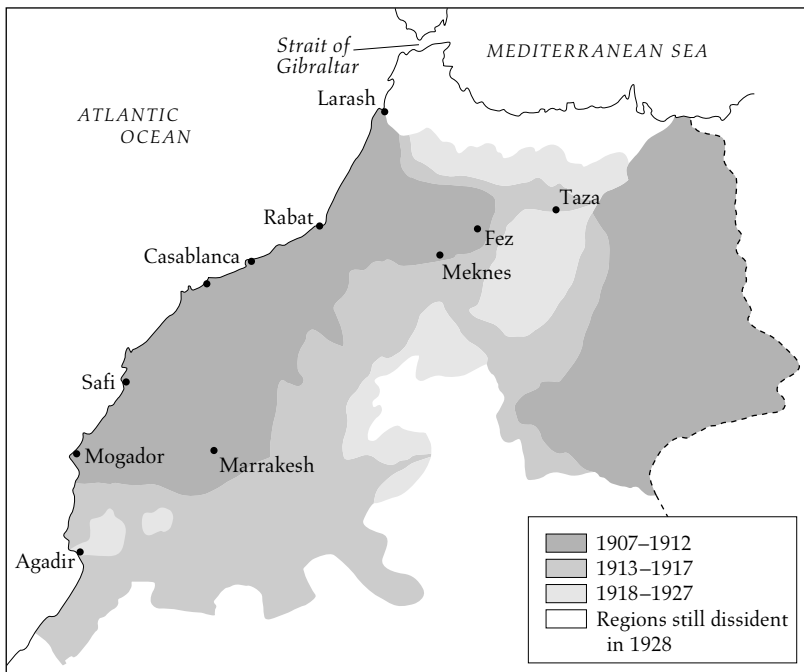 Strait of
Gibraltar
MEDITERRANEAN SEA
ATLANTIC
OCEAN
Larash
Rabat
Taza
Fez
Casablanca
Meknes
Safi
Mogador
Marrakesh
Agadir
1907–1912
1913–1917
1918–1927
Regions still dissident
in 1928